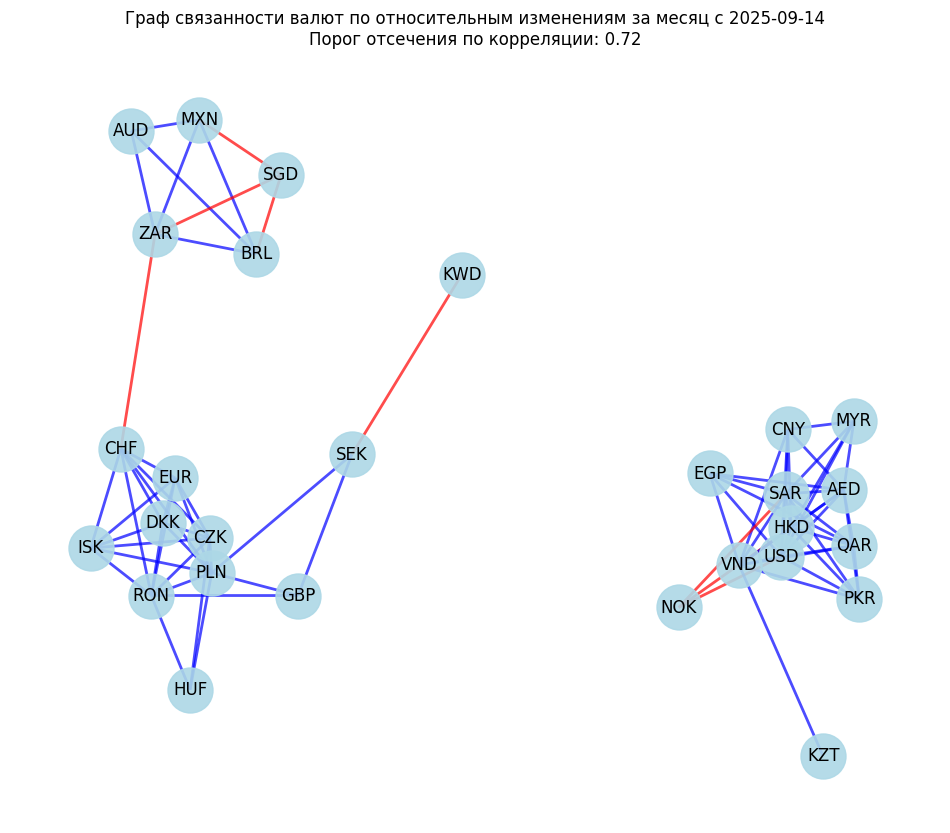 Граф связанности валют по относительным изменениям за месяц с 2025-09-14
Порог отсечения по корреляции: 0.72
MXN
AUD
SGD
ZAR
BRL
KWD
MYR
CNY
CHF
SEK
EGP
EUR
AED
SAR
DKK
HKD
CZK
QAR
ISK
USD
VND
PLN
RON
GBP
PKR
NOK
HUF
KZT